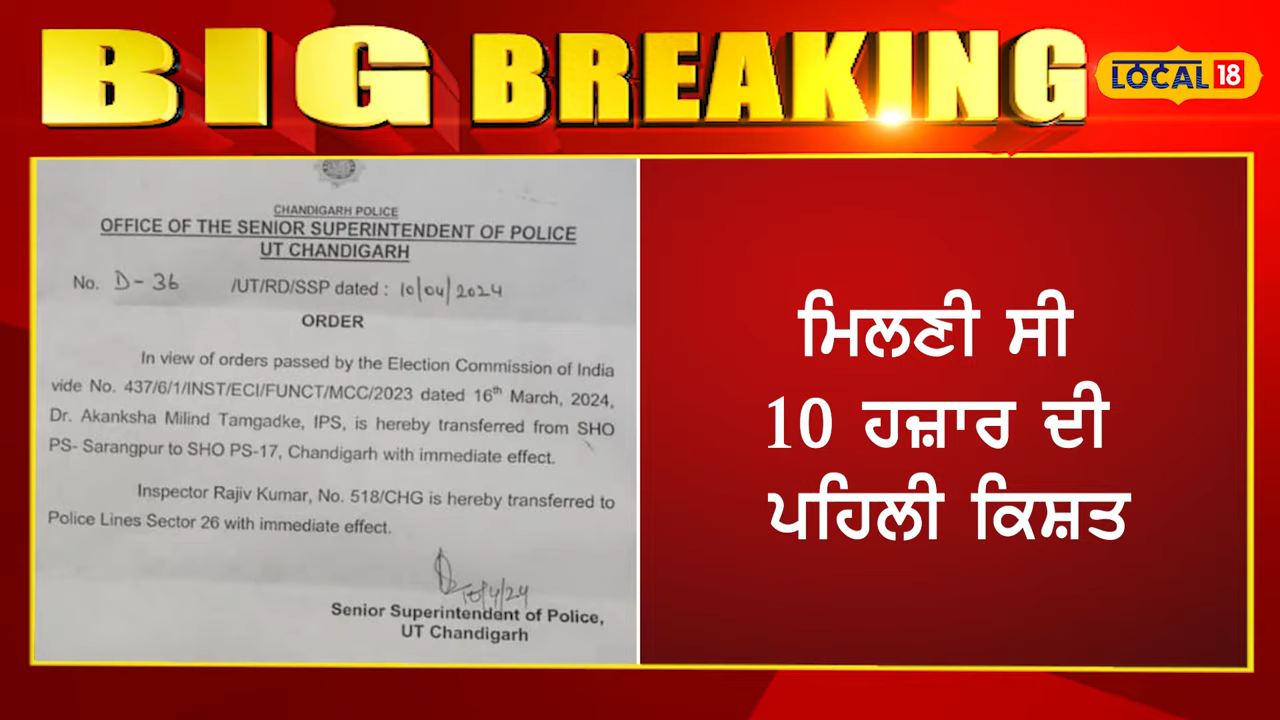 BIG BREAKING
LOCAL 18
CHANDIGARH POLICE
OFFICE OF THE SENIOR SUPERINTENDENT OF POLICE
UT CHANDIGARH
No. D-36 /UT/RD/SSP dated : 10/04/2024
ORDER
In view of orders passed by the Election Commission of India
vide No. 437/6/1/INST/ECI/FUNCT/MCC/2023 dated 16th March, 2024,
Dr. Akanksha Milind Tamgadke, IPS, is hereby transferred from SHO
PS- Sarangpur to SHO PS-17, Chandigarh with immediate effect.
Inspector Rajiv Kumar, No. 518/CHG is hereby transferred to
Police Lines Sector 26 with immediate effect.
10/4/24
Senior Superintendent of Police,
UT Chandigarh
ਮਿਲਣੀ ਸੀ
10 ਹਜ਼ਾਰ ਦੀ
ਪਹਿਲੀ ਕਿਸ਼ਤ